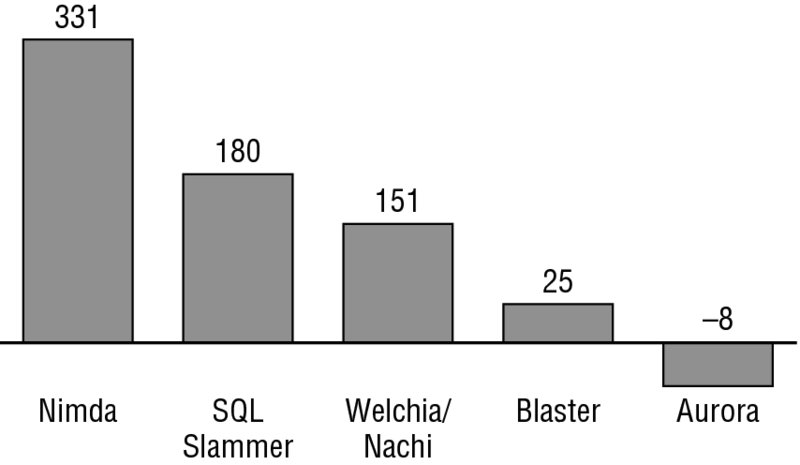 331
180
151
25
–8
Nimda
SQL
Slammer
Welchia/
Nachi
Blaster
Aurora